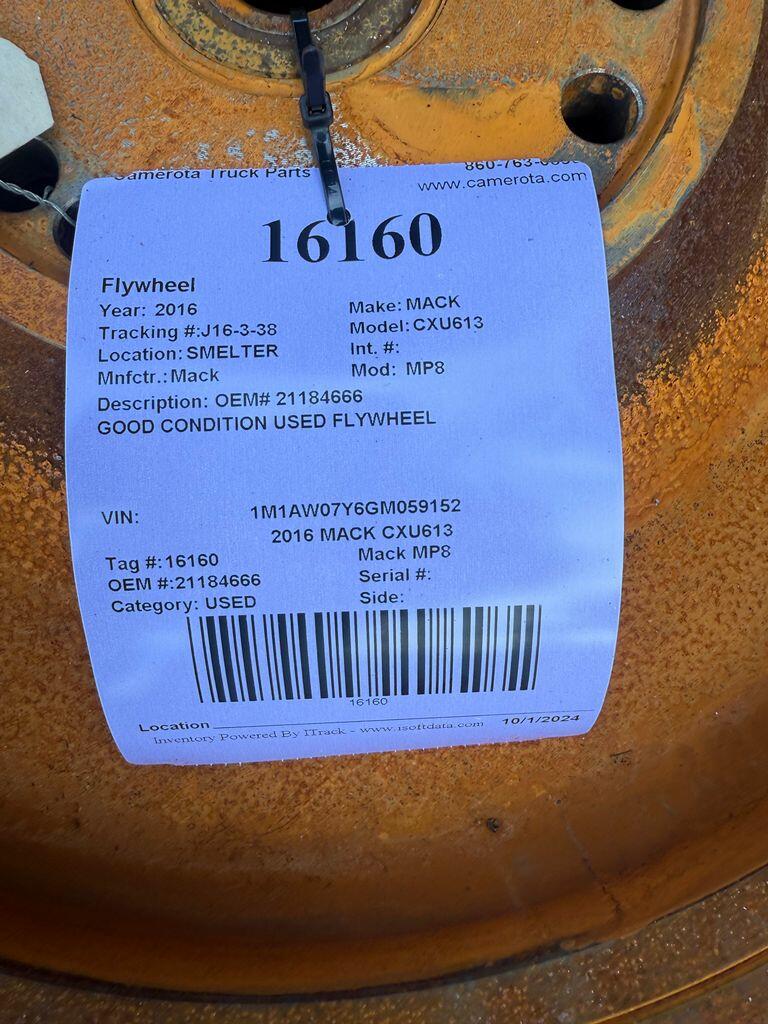 Camerota Truck Parts
www.camerota.com
16160
Flywheel
Year: 2016 Make: MACK
Tracking #:J16-3-38 Model: CXU613
Location: SMELTER Int. #:
Mnfctr.: Mack Mod: MP8
Description: OEM# 21184666
GOOD CONDITION USED FLYWHEEL
VIN: 1M1AW07Y6GM059152
2016 MACK CXU613
Tag #:16160 Mack MP8
OEM #:21184666 Serial #:
Category: USED Side:
16160
Location 10/1/2024
Inventory Powered By ITrack - www.isoftdata.com